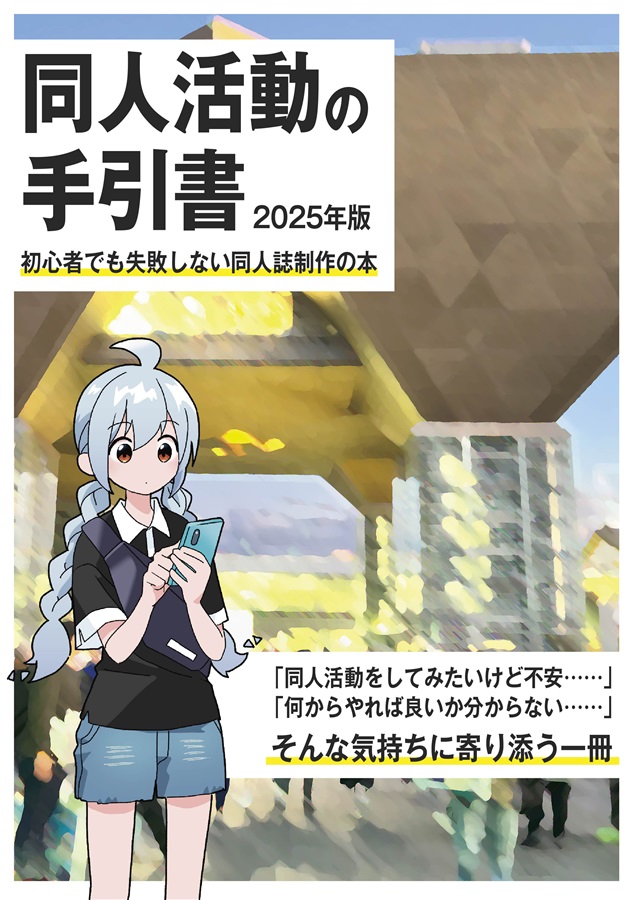 同人活動の
手引書 2025年版
初心者でも失敗しない同人誌制作の本
「同人活動をしてみたいけど不安……」
「何からやれば良いか分からない……」
そんな気持ちに寄り添う一冊